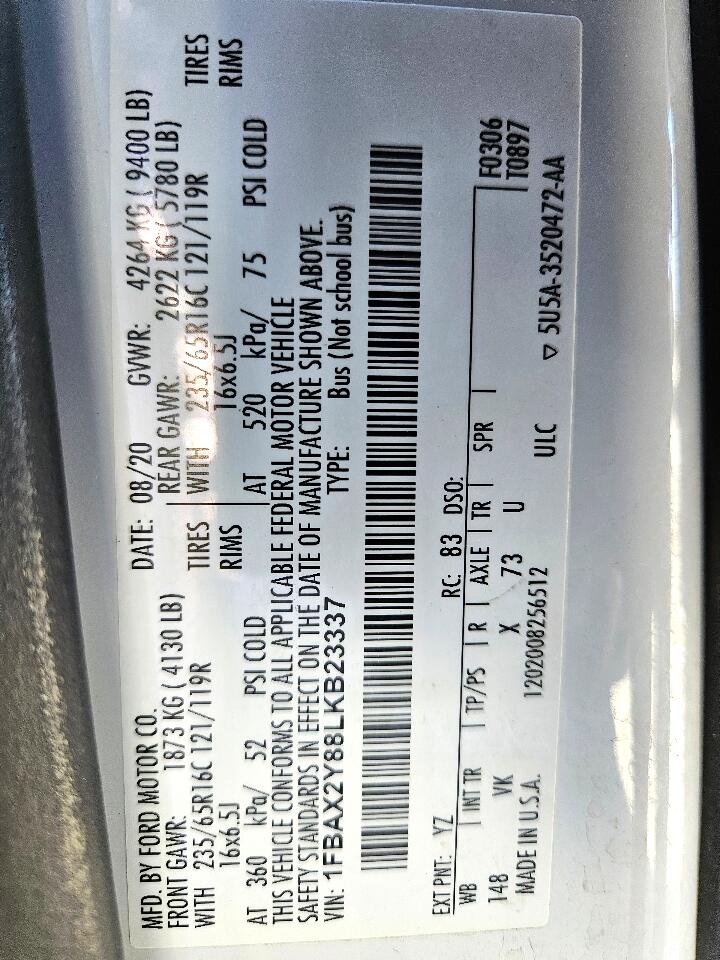 MFD. BY FORD MOTOR CO.
DATE: 08/20 GVWR: 4264 KG ( 9400 LB)
FRONT GAWR: 1873 KG ( 4130 LB)
REAR GAWR: 2622 KG ( 5780 LB)
WITH 235/65R16C 121/119R TIRES
WITH 235/65R16C 121/119R TIRES
16x6.5J RIMS
16x6.5J RIMS
AT 360 kPa/ 52 PSI COLD
AT 520 kPa/ 75 PSI COLD
THIS VEHICLE CONFORMS TO ALL APPLICABLE FEDERAL MOTOR VEHICLE
SAFETY STANDARDS IN EFFECT ON THE DATE OF MANUFACTURE SHOWN ABOVE.
VIN: 1FBAX2Y88LKB23337 TYPE: Bus (Not school bus)
EXT PNT: YZ RC: 83 DSO:
WB INT TR TP/PS R AXLE TR SPR F0306
T0897
148 VK X 73 U
MADE IN U.S.A. 1202008256512 ULC ▽ 5U5A-3520472-AA